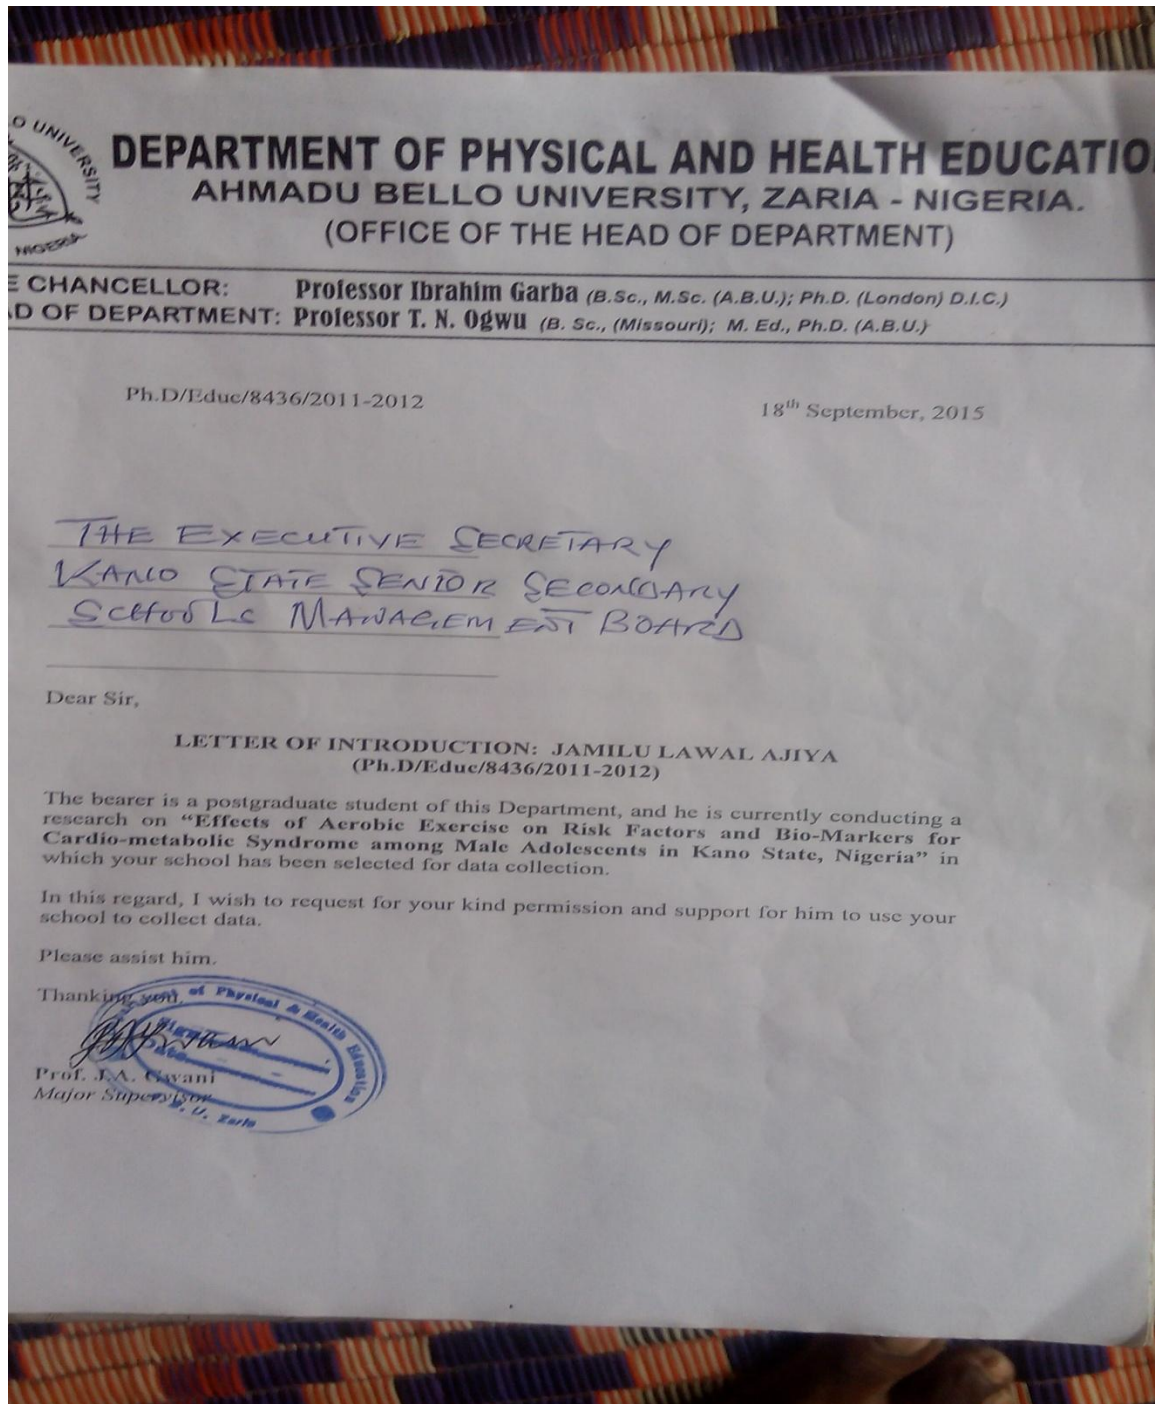 O UNIVERSITY
NIGERIA
DEPARTMENT OF PHYSICAL AND HEALTH EDUCATIO
AHMADU BELLO UNIVERSITY, ZARIA - NIGERIA.
(OFFICE OF THE HEAD OF DEPARTMENT)
E CHANCELLOR: Professor Ibrahim Garba (B.Sc., M.Sc. (A.B.U.); Ph.D. (London) D.I.C.)
D OF DEPARTMENT: Professor T. N. Ogwu (B. Sc., (Missouri); M. Ed., Ph.D. (A.B.U.)
Ph.D/Educ/8436/2011-2012
18th September, 2015
THE EXECUTIVE SECRETARY
KANO STATE SENIOR SECONDARY
SCHOOLS MANAGEMENT BOARD
Dear Sir,
LETTER OF INTRODUCTION: JAMILU LAWAL AJIYA
(Ph.D/Educ/8436/2011-2012)
The bearer is a postgraduate student of this Department, and he is currently conducting a
research on “Effects of Aerobic Exercise on Risk Factors and Bio-Markers for
Cardio-metabolic Syndrome among Male Adolescents in Kano State, Nigeria” in
which your school has been selected for data collection.
In this regard, I wish to request for your kind permission and support for him to use your
school to collect data.
Please assist him.
Thanking you.
of Physical & Health Education
Prof. J.A. Gwani
Major Supervisor
B. U. Zaria